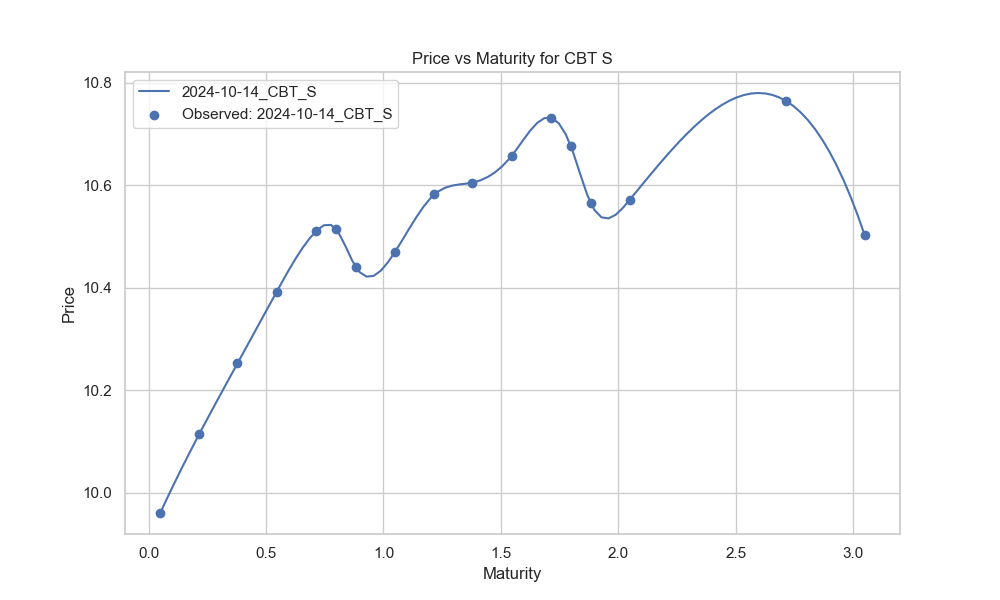 Price vs Maturity for CBT S
2024-10-14_CBT_S
Observed: 2024-10-14_CBT_S
10.8
10.6
10.4
10.2
10.0
Price
0.0 0.5 1.0 1.5 2.0 2.5 3.0
Maturity